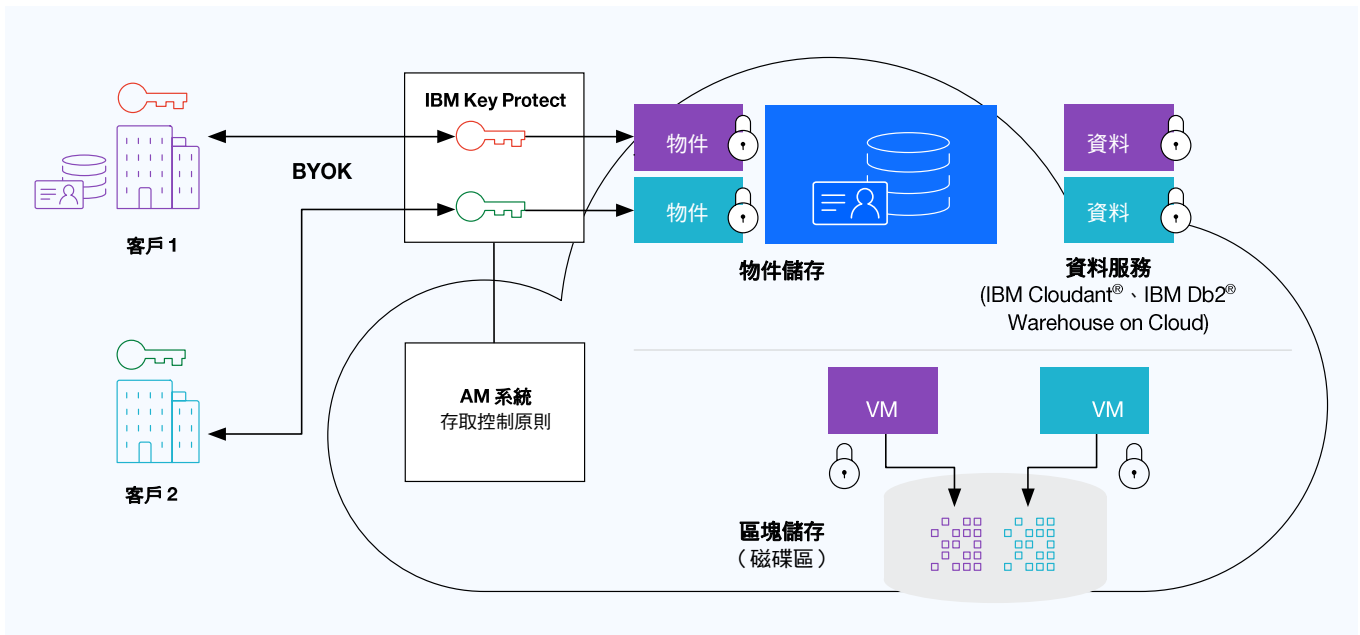 IBM Key Protect
BYOK
客戶 1
客戶 2
AM 系統
存取控制原則
物件
物件
物件儲存
資料
資料
資料服務
(IBM Cloudant®、IBM Db2®
Warehouse on Cloud)
VM
VM
區塊儲存
（磁碟區）